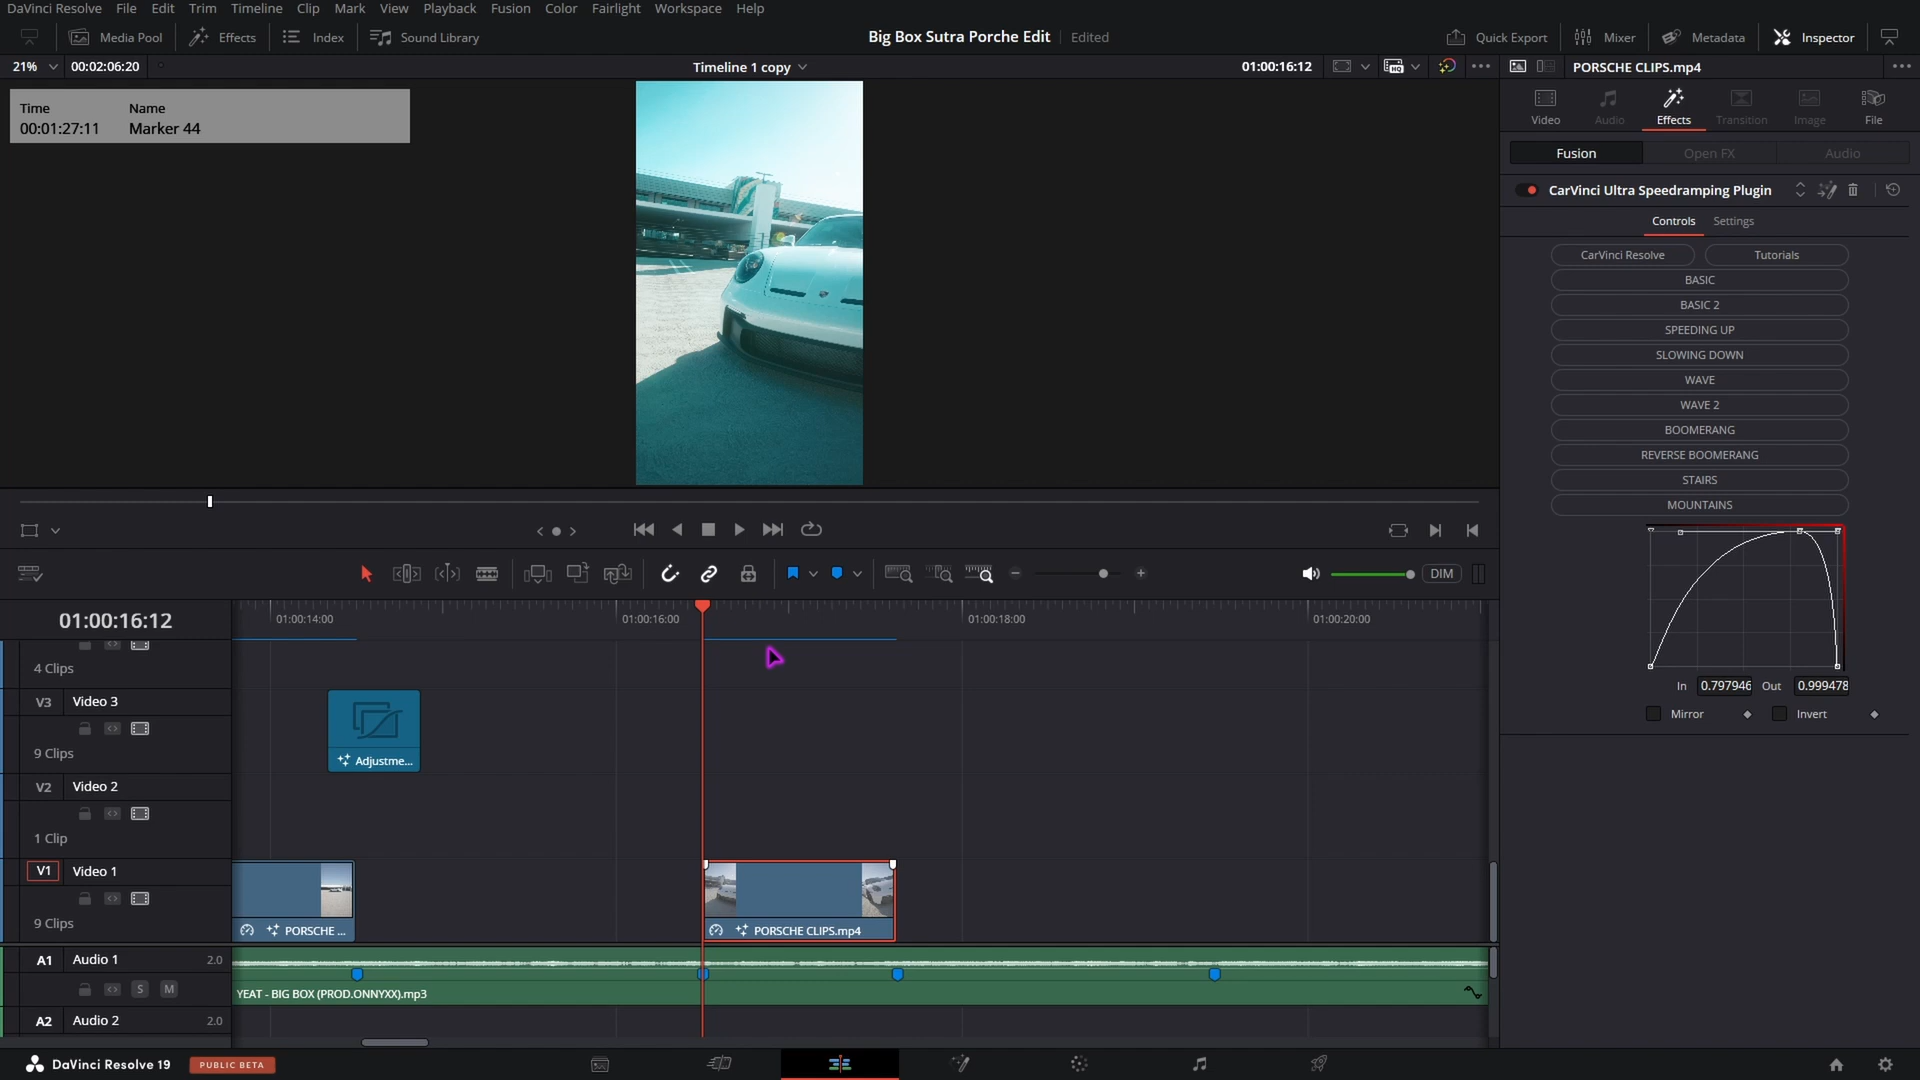 DaVinci Resolve File Edit Trim Timeline Clip Mark View Playback Fusion Color Fairlight Workspace Help
Media Pool Effects Index Sound Library Big Box Sutra Porche Edit Edited Quick Export Mixer Metadata Inspector
21% 00:02:06:20 Timeline 1 copy 01:00:16:12 PORSCHE CLIPS.mp4
Time Name
00:01:27:11 Marker 44
Video Audio Effects Transition Image File
Fusion Open FX Audio
CarVinci Ultra Speedramping Plugin
Controls Settings
CarVinci Resolve Tutorials
BASIC
BASIC 2
SPEEDING UP
SLOWING DOWN
WAVE
WAVE 2
BOOMERANG
REVERSE BOOMERANG
STAIRS
MOUNTAINS
In 0.797946 Out 0.999478
Mirror Invert
DIM
01:00:16:12 01:00:14:00 01:00:16:00 01:00:18:00 01:00:20:00
4 Clips
V3 Video 3
9 Clips
Adjustme...
V2 Video 2
1 Clip
V1 Video 1
9 Clips
PORSCHE ... PORSCHE CLIPS.mp4
A1 Audio 1 2.0
S M
YEAT - BIG BOX (PROD.ONNYXX).mp3
A2 Audio 2 2.0
DaVinci Resolve 19 PUBLIC BETA